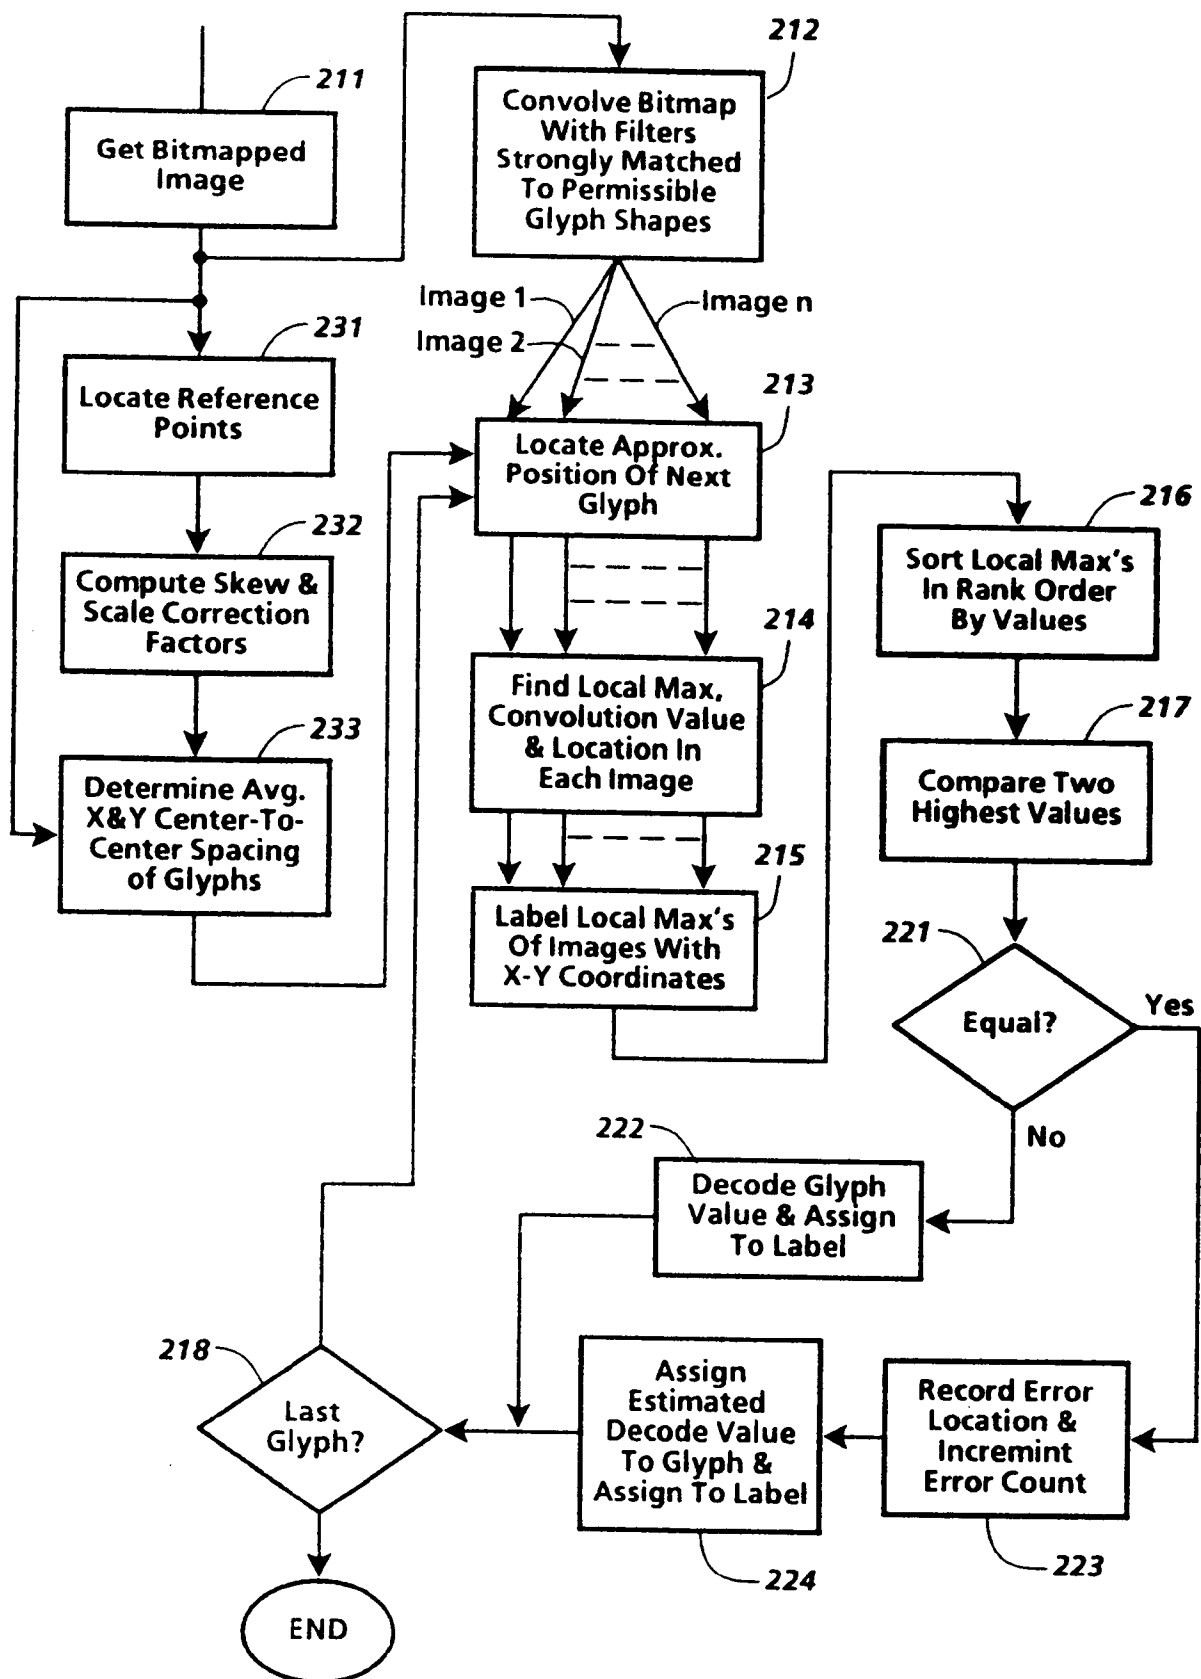 211
Get Bitmapped
Image
212
Convolve Bitmap
With Filters
Strongly Matched
To Permissible
Glyph Shapes
Image 1
Image 2
Image n
231
Locate Reference
Points
232
Compute Skew &
Scale Correction
Factors
233
Determine Avg.
X&Y Center-To-
Center Spacing
of Glyphs
213
Locate Approx.
Position Of Next
Glyph
214
Find Local Max.
Convolution Value
& Location In
Each Image
215
Label Local Max's
Of Images With
X-Y Coordinates
216
Sort Local Max's
In Rank Order
By Values
217
Compare Two
Highest Values
221
Equal?
Yes
No
222
Decode Glyph
Value & Assign
To Label
223
Record Error
Location &
Incremint
Error Count
224
Assign
Estimated
Decode Value
To Glyph &
Assign To Label
218
Last
Glyph?
END